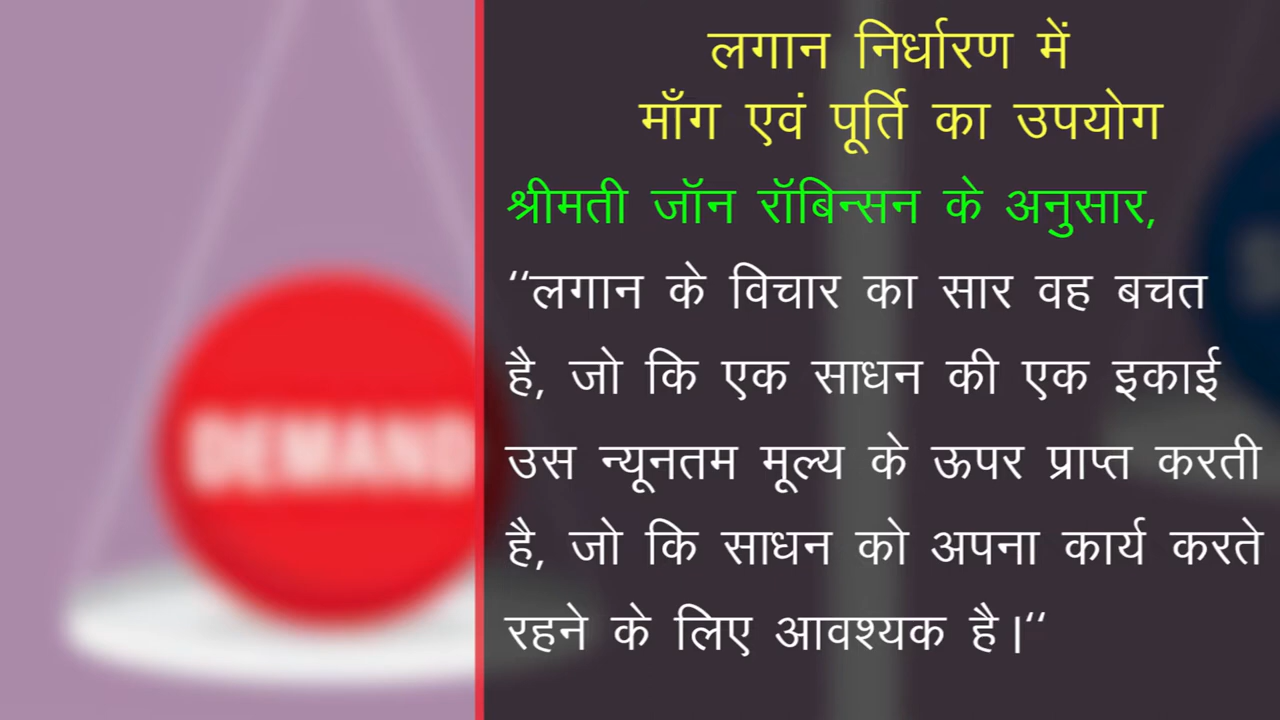 लगान निर्धारण में
माँग एवं पूर्ति का उपयोग
श्रीमती जॉन रॉबिन्सन के अनुसार,
‘‘लगान के विचार का सार वह बचत
है, जो कि एक साधन की एक इकाई
उस न्यूनतम मूल्य के ऊपर प्राप्त करती
है, जो कि साधन को अपना कार्य करते
रहने के लिए आवश्यक है।‘‘
DEMAND